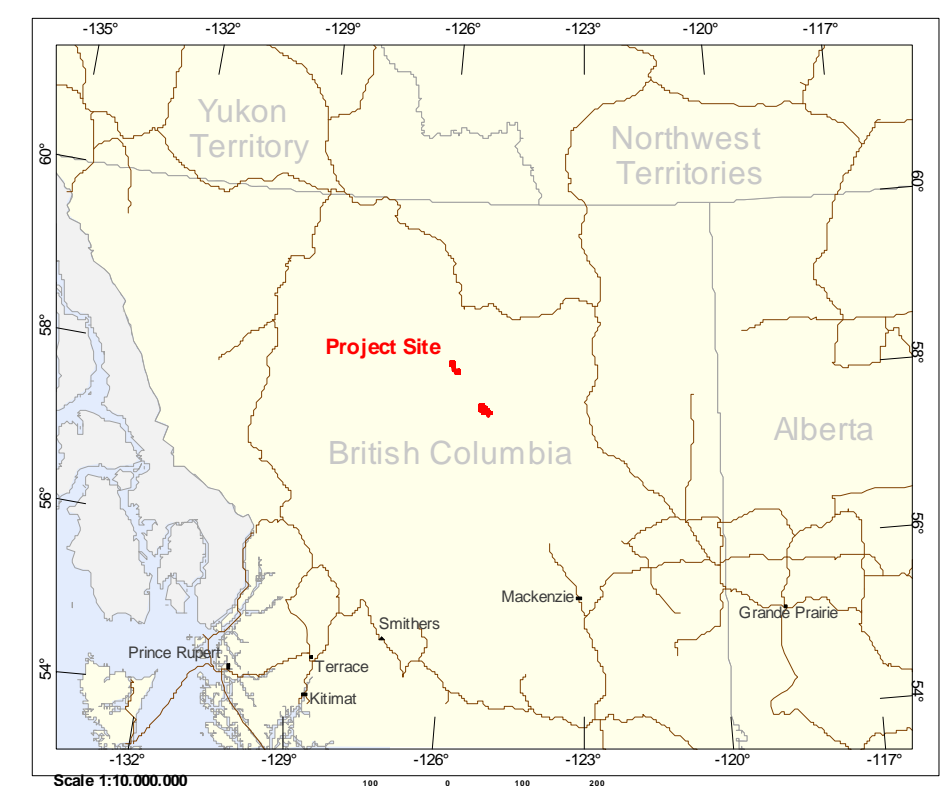 -135° -132° -129° -126° -123° -120° -117°
Yukon
Territory
Northwest
Territories
60° 60°
58° 58°
Project Site
Alberta
British Columbia
56° 56°
Mackenzie
Grande Prairie
Smithers
Prince Rupert
Terrace
54° 54°
Kitimat
-132° -129° -126° -123° -120° -117°
Scale 1:10,000,000 100 0 100 200